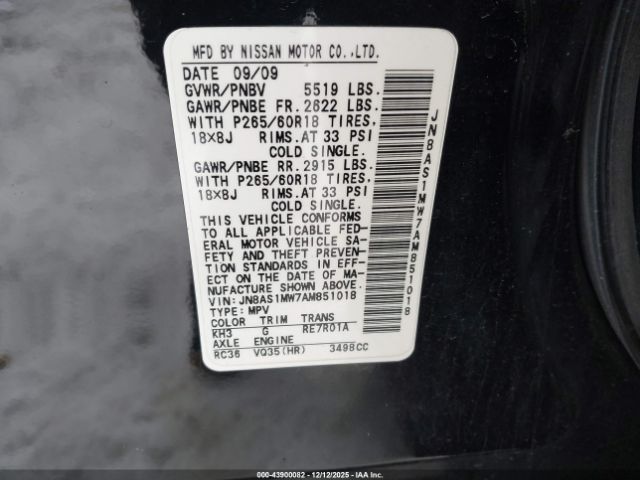 MFD BY NISSAN MOTOR CO.,LTD.
DATE 09/09
GVWR/PNBV 5519 LBS.
GAWR/PNBE FR. 2622 LBS.
WITH P265/60R18 TIRES.
18×8J RIMS. AT 33 PSI
COLD SINGLE.
GAWR/PNBE RR. 2915 LBS.
WITH P265/60R18 TIRES.
18×8J RIMS. AT 33 PSI
COLD SINGLE.
THIS VEHICLE CONFORMS
TO ALL APPLICABLE FED-
ERAL MOTOR VEHICLE SA-
FETY AND THEFT PREVENTION
STANDARDS IN EFF-
ECT ON THE DATE OF MA-
NUFACTURE SHOWN ABOVE
VIN: JN8AS1MW7AM851018
TYPE: MPV
COLOR TRIM TRANS
KH3 G RE7R01A
AXLE ENGINE
RC36 VQ35(HR) 3498CC
JN8AS1MW7AM851018
000-43900082 - 12/12/2025 - IAA Inc.